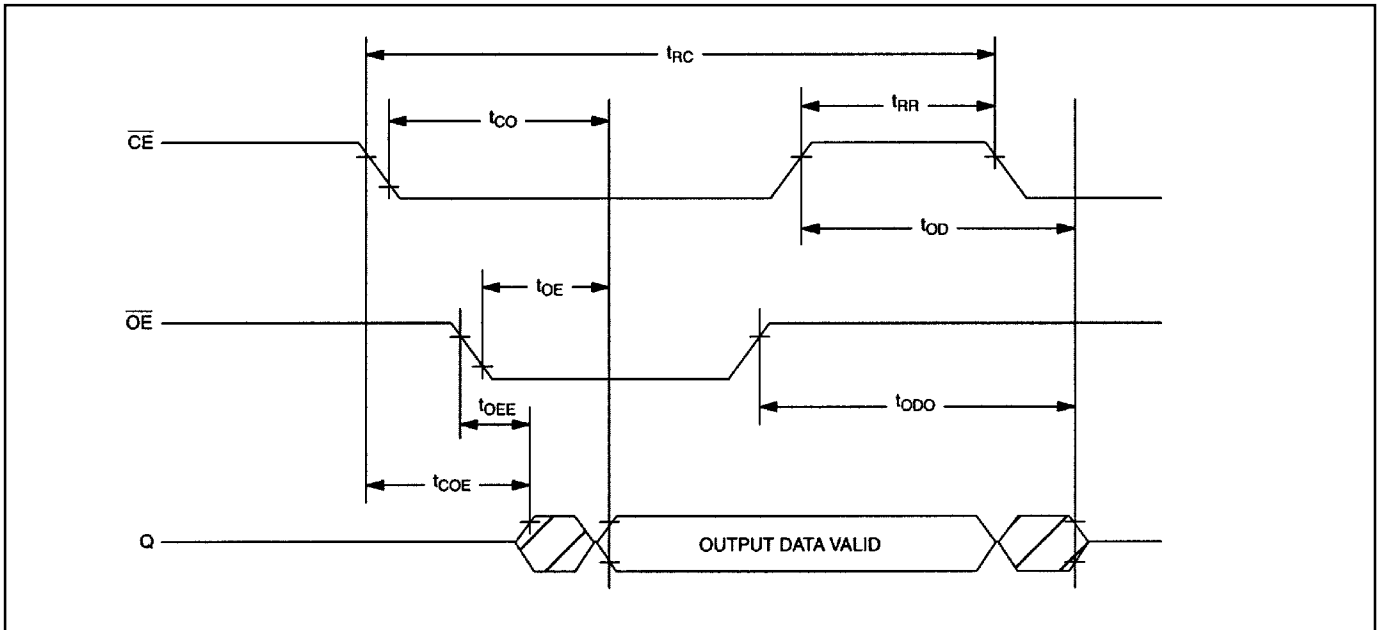 tRC
tRR
tCO
CE
tOD
tOE
OE
tOEE
tODO
tCOE
Q
OUTPUT DATA VALID